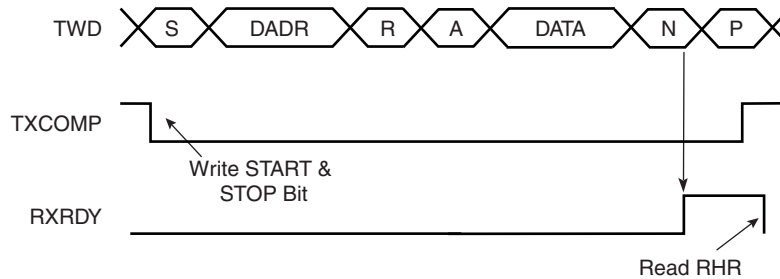 TWD S DADR R A DATA N P
TXCOMP
Write START &
STOP Bit
RXRDY
Read RHR